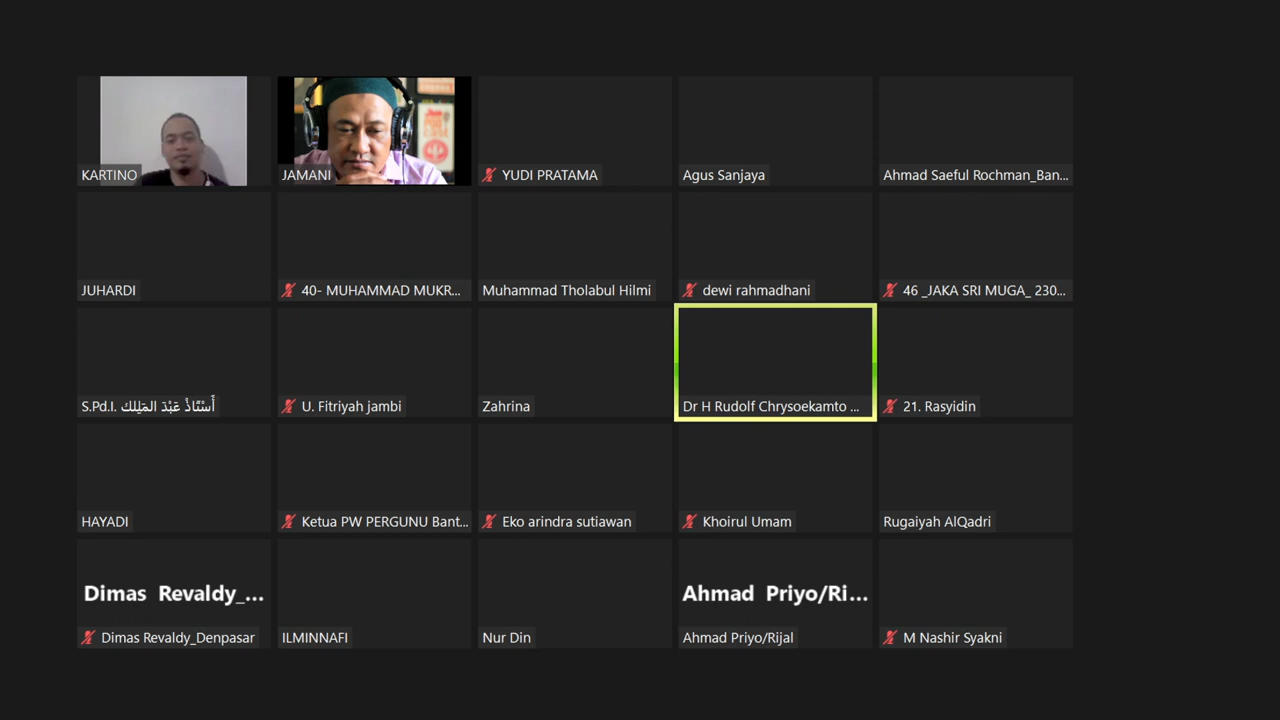 KARTINO
JAMANI
YUDI PRATAMA
Agus Sanjaya
Ahmad Saeful Rochman_Ban...
JUHARDI
40- MUHAMMAD MUKR...
Muhammad Tholabul Hilmi
dewi rahmadhani
46 _JAKA SRI MUGA_ 230...
S.Pd.I. أَسْتَاذْ عَبْدَ المَلِك
U. Fitriyah jambi
Zahrina
Dr H Rudolf Chrysoekamto ...
21. Rasyidin
HAYADI
Ketua PW PERGUNU Bant...
Eko arindra sutiawan
Khoirul Umam
Rugaiyah AlQadri
Dimas Revaldy_...
Dimas Revaldy_Denpasar
ILMINNAFI
Nur Din
Ahmad Priyo/Ri...
Ahmad Priyo/Rijal
M Nashir Syakni